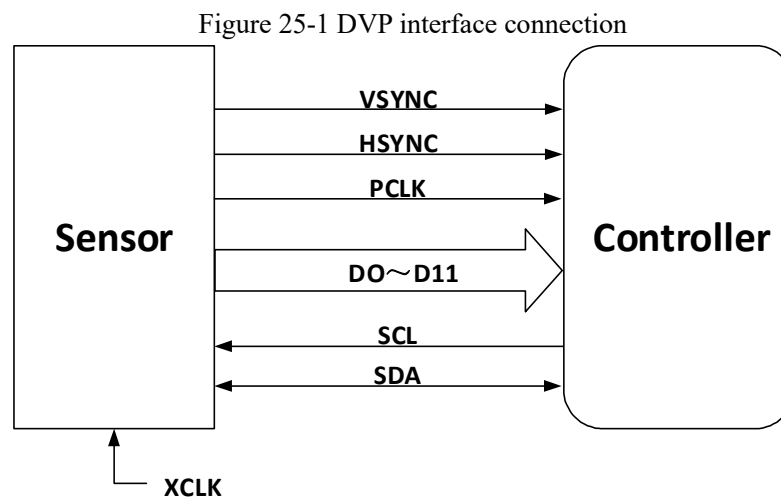 Figure 25-1 DVP interface connection
VSYNC
HSYNC
PCLK
Sensor
Controller
DO～D11
SCL
SDA
XCLK